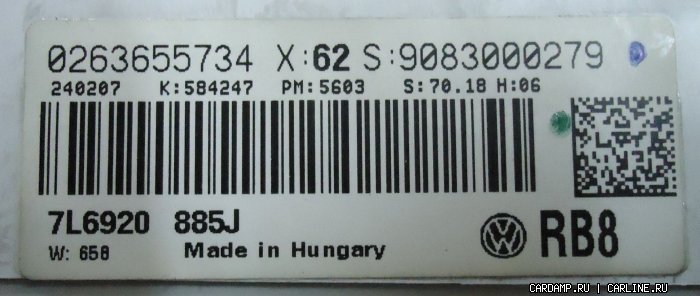 0263655734 X:62 S:9083000279
240207 K:584247 PM:5603 S:70.18 H:06
7L6920 885J RB8
W: 658 Made in Hungary
CARDAMP.RU | CARLINE.RU